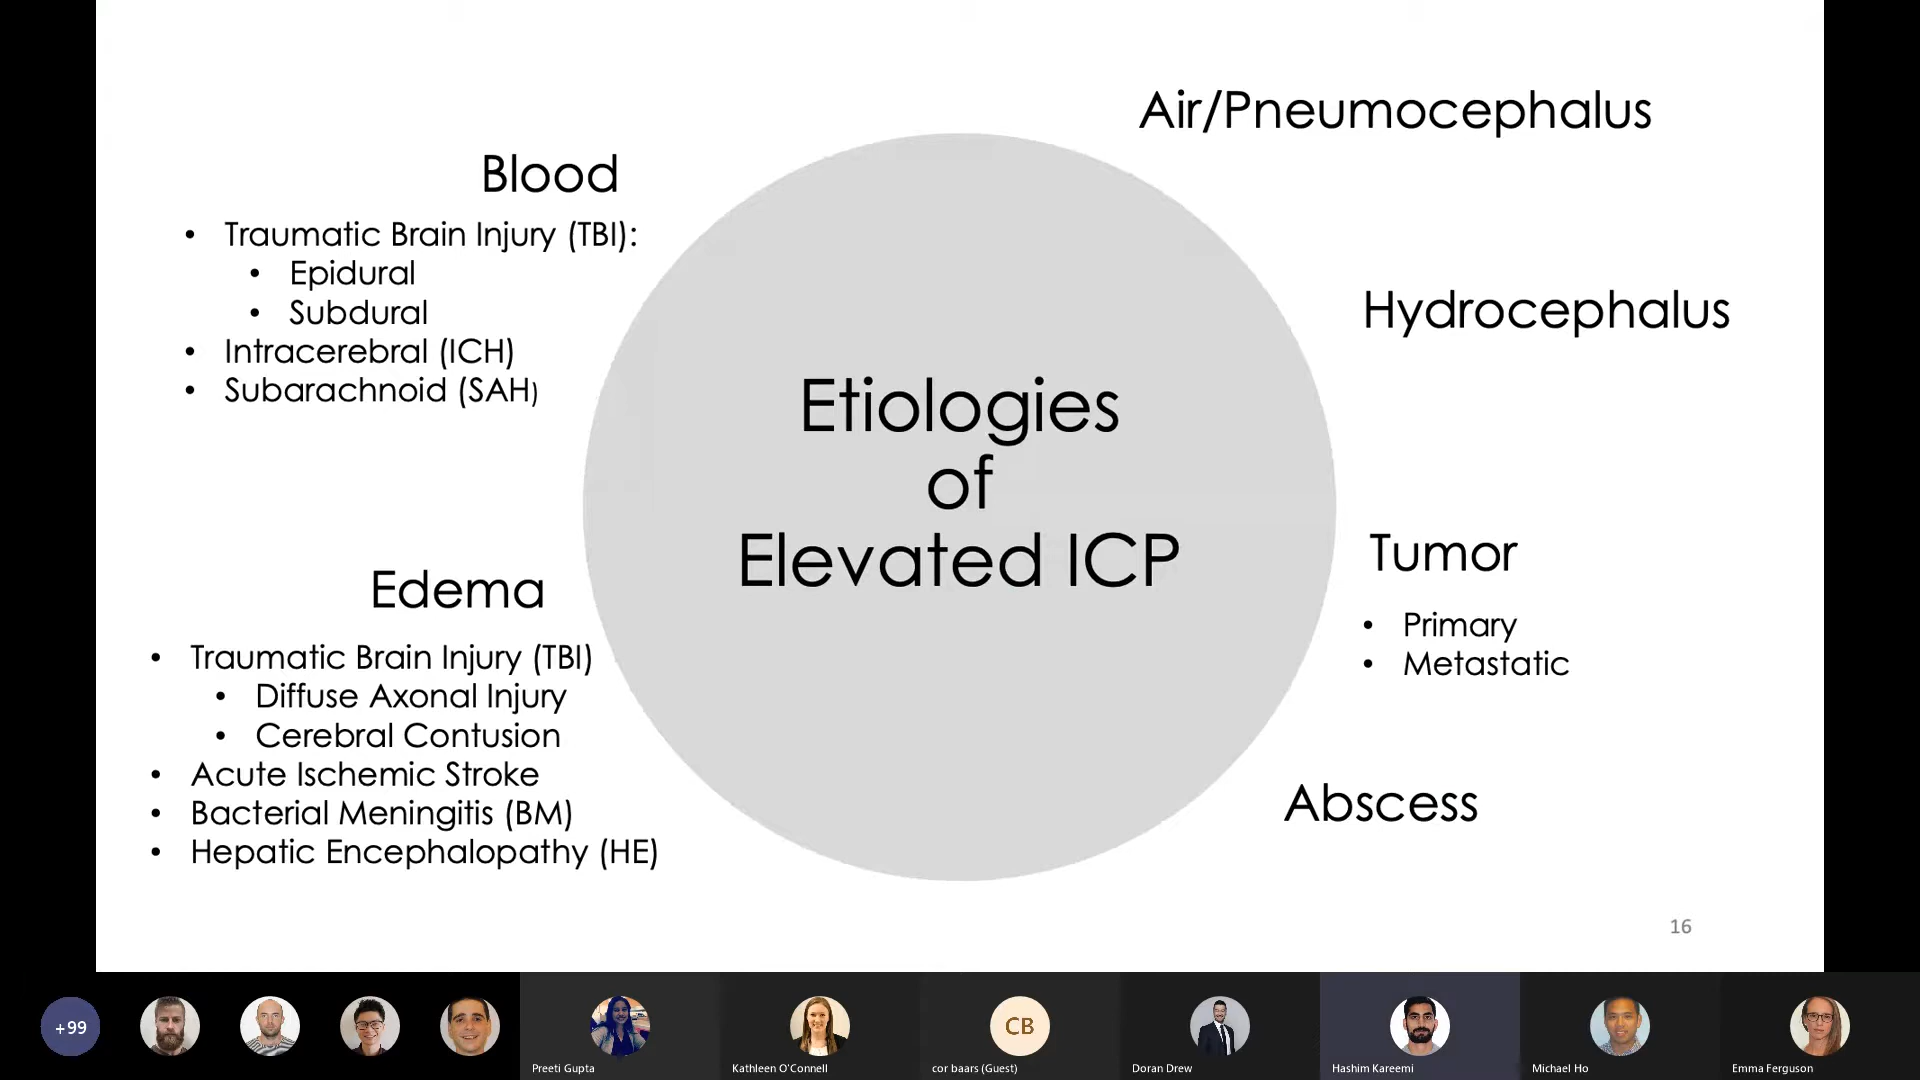 Air/Pneumocephalus
Blood
• Traumatic Brain Injury (TBI):
• Epidural
• Subdural
• Intracerebral (ICH)
• Subarachnoid (SAH)
Hydrocephalus
Etiologies
of
Elevated ICP
Edema
• Traumatic Brain Injury (TBI)
• Diffuse Axonal Injury
• Cerebral Contusion
• Acute Ischemic Stroke
• Bacterial Meningitis (BM)
• Hepatic Encephalopathy (HE)
Tumor
• Primary
• Metastatic
Abscess
16
+99
Preeti Gupta
Kathleen O'Connell
CB
cor baars (Guest)
Doran Drew
Hashim Kareemi
Michael Ho
Emma Ferguson